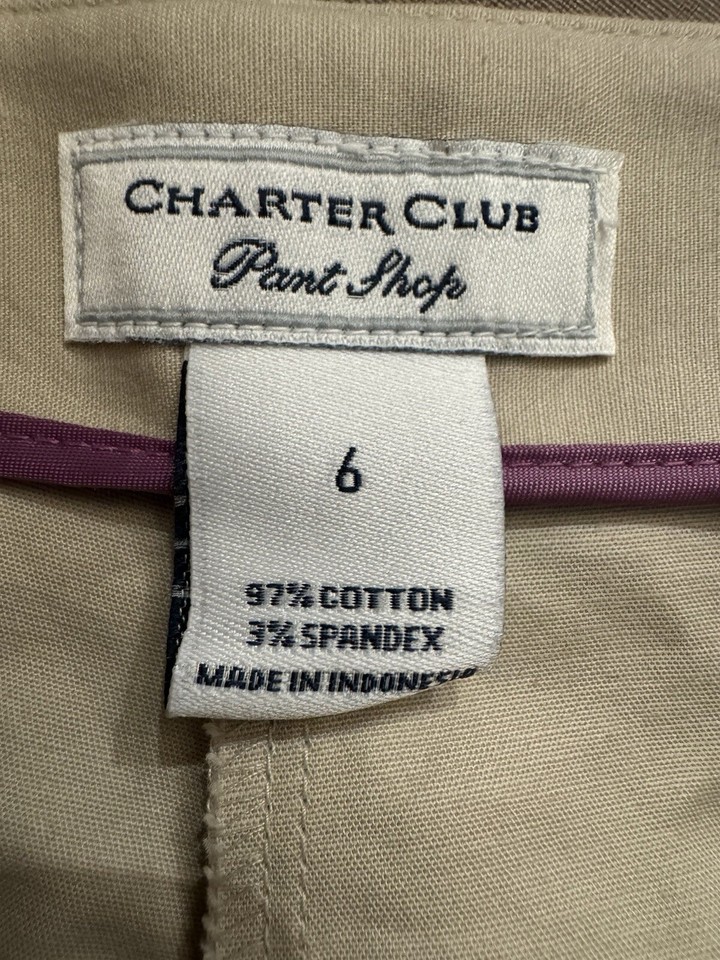 CHARTER CLUB
Pant Shop
6
97% COTTON
3% SPANDEX
MADE IN INDONESIA